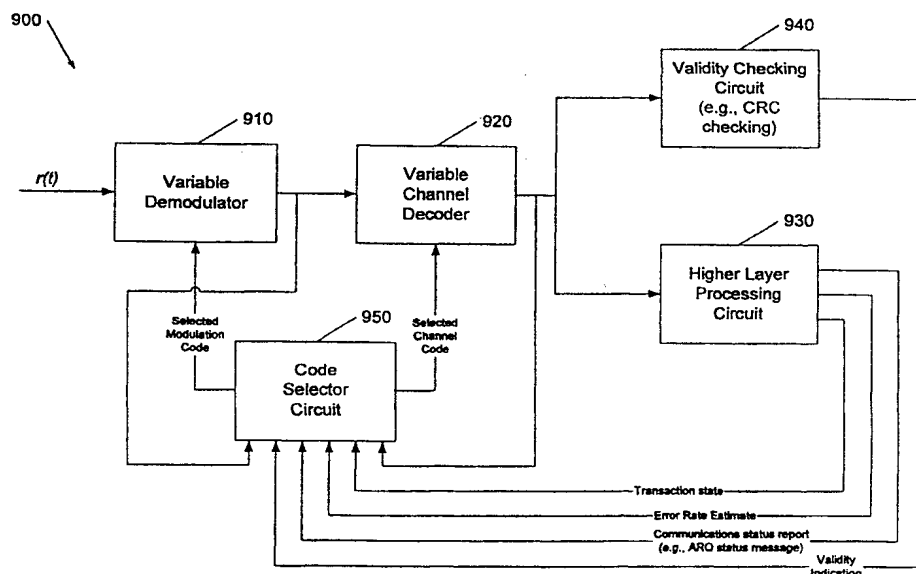 900
940
Validity Checking
Circuit
(e.g., CRC
checking)
910
920
r(t)
Variable
Demodulator
Variable
Channel
Decoder
930
Higher Layer
Processing
Circuit
Selected
Modulation
Code
950
Selected
Channel
Code
Code
Selector
Circuit
Transaction state
Error Rate Estimate
Communications status report
(e.g., ARQ status message)
Validity
Indication